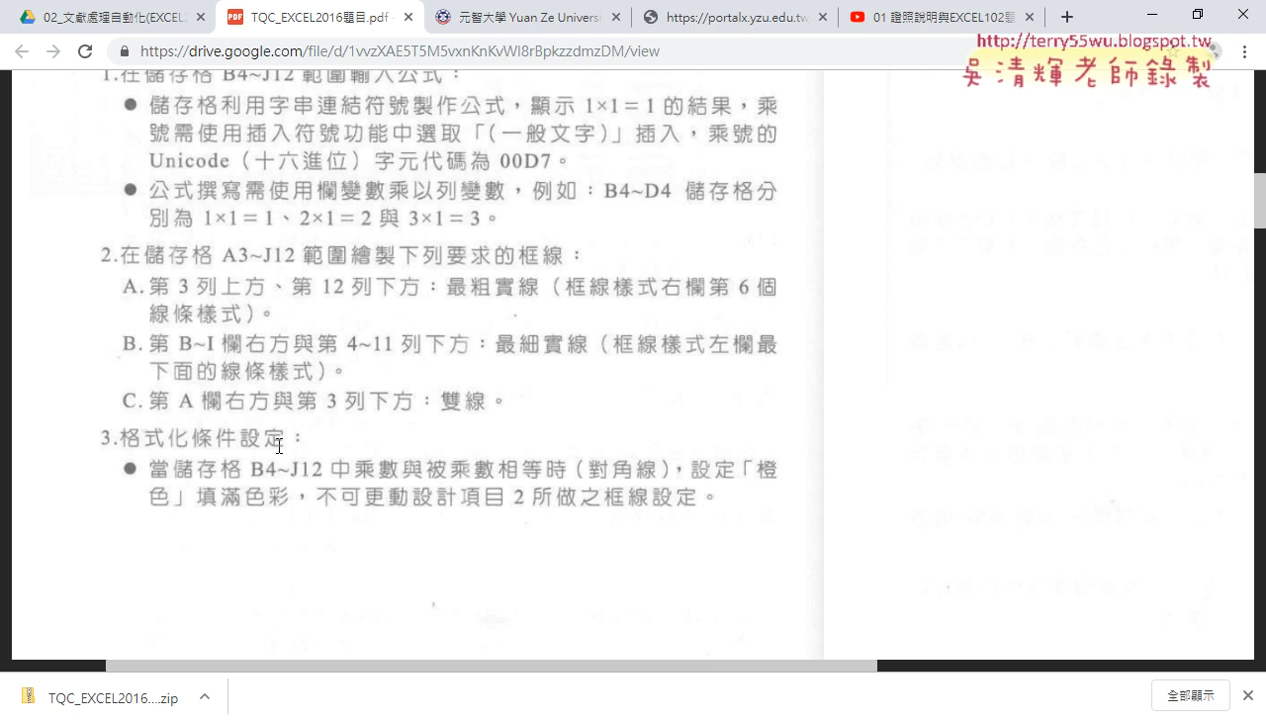 02_文獻處理自動化(EXCEL
TQC_EXCEL2016題目.pdf -
元智大學 Yuan Ze Univers
https://portalx.yzu.edu.tw
01 證照說明與EXCEL102題
https://drive.google.com/file/d/1vvzXAE5T5M5vxnKnKvWI8rBpkzzdmzDM/view
http://terry55wu.blogspot.tw
吳清輝老師錄製
1.在儲存格 B4~J12 範圍輸入公式：
● 儲存格利用字串連結符號製作公式，顯示 1×1=1 的結果，乘
號需使用插入符號功能中選取「(一般文字)」插入，乘號的
Unicode（十六進位）字元代碼為 00D7。
● 公式撰寫需使用欄變數乘以列變數，例如：B4~D4 儲存格分
別為 1×1=1、2×1=2 與 3×1=3。
2.在儲存格 A3~J12 範圍繪製下列要求的框線：
A.第 3 列上方、第 12 列下方：最粗實線（框線樣式右欄第 6 個
線條樣式）。
B.第 B~I 欄右方與第 4~11 列下方：最細實線（框線樣式左欄最
下面的線條樣式）。
C.第 A 欄右方與第 3 列下方：雙線。
3.格式化條件設定：
● 當儲存格 B4~J12 中乘數與被乘數相等時(對角線)，設定「橙
色」填滿色彩，不可更動設計項目 2 所做之框線設定。
TQC_EXCEL2016....zip
全部顯示